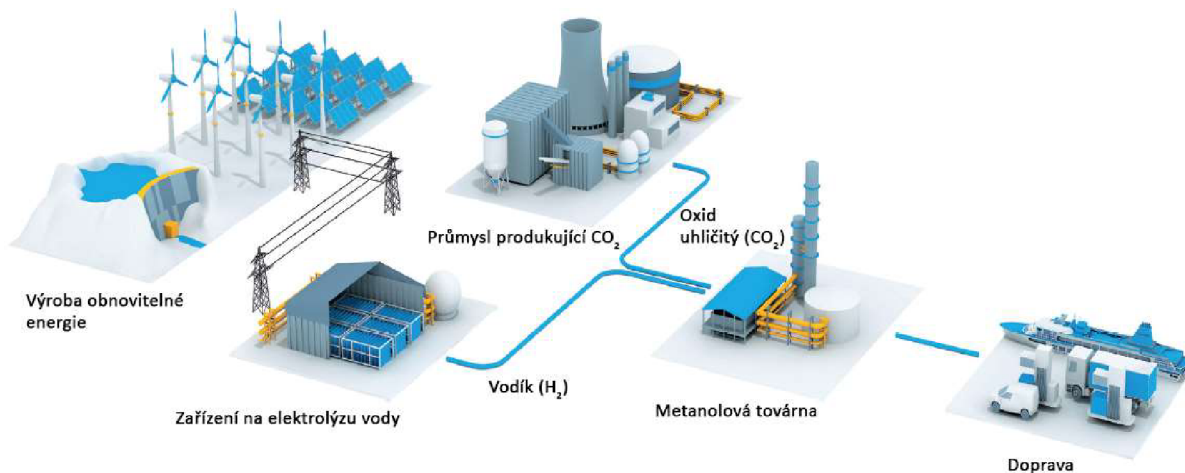 Výroba obnovitelné
energie
Zařízení na elektrolýzu vody
Průmysl produkující CO₂
Oxid
uhličitý (CO₂)
Vodík (H₂)
Metanolová továrna
Doprava